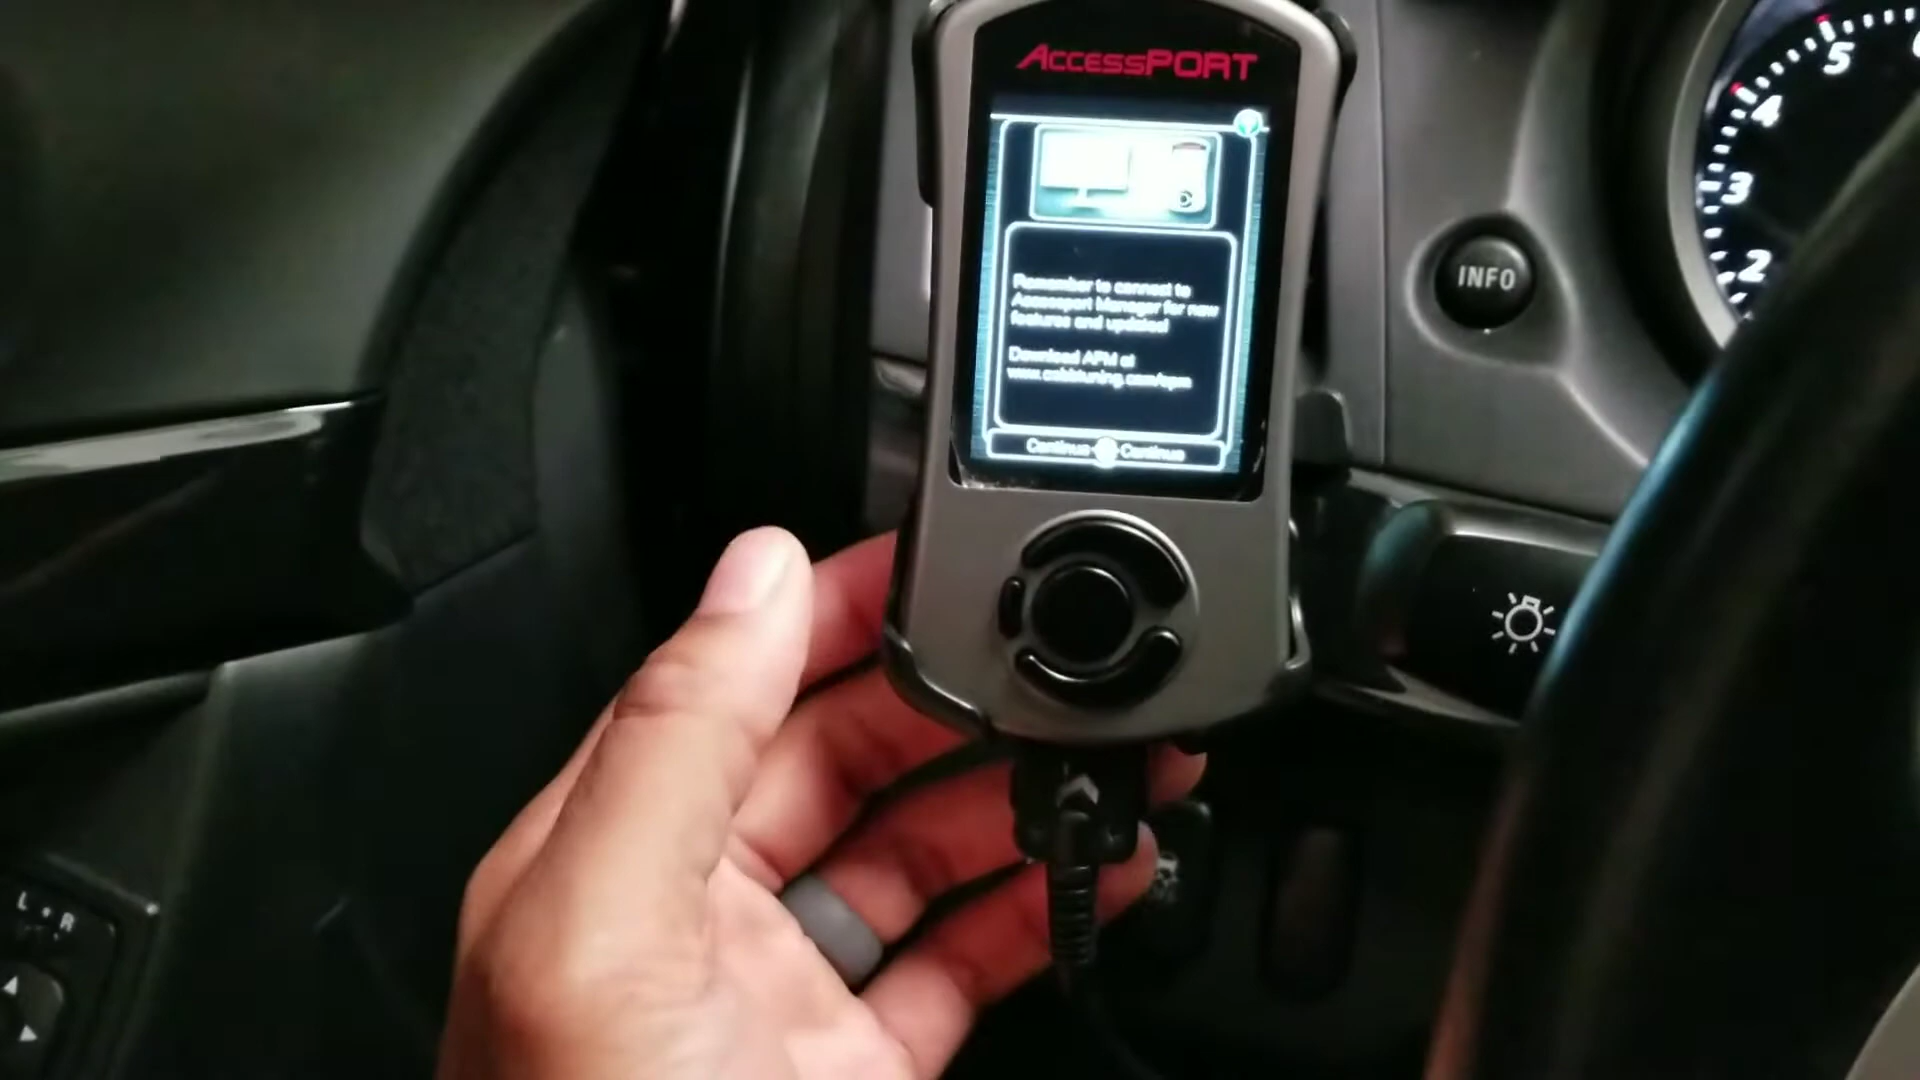 ACCESSPORT
Remember to connect to
Accessport Manager for new
features and updates!
Download APM at
www.cobbtuning.com/apm
Continue Continue
INFO
5
4
3
2
L R